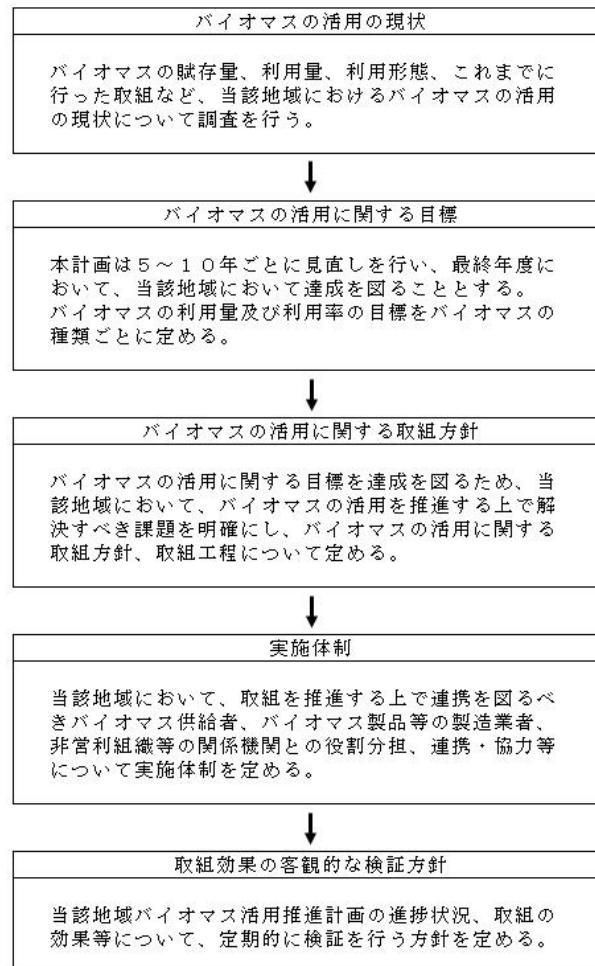 バイオマスの活用の現状
バイオマスの賦存量、利用量、利用形態、これまでに
行った取組など、当該地域におけるバイオマスの活用
の現状について調査を行う。
バイオマスの活用に関する目標
本計画は５～１０年ごとに見直しを行い、最終年度に
おいて、当該地域において達成を図ることとする。
バイオマスの利用量及び利用率の目標をバイオマスの
種類ごとに定める。
バイオマスの活用に関する取組方針
バイオマスの活用に関する目標を達成を図るため、当
該地域において、バイオマスの活用を推進する上で解
決すべき課題を明確にし、バイオマスの活用に関する
取組方針、取組工程について定める。
実施体制
当該地域において、取組を推進する上で連携を図るべ
きバイオマス供給者、バイオマス製品等の製造業者、
非営利組織等の関係機関との役割分担、連携・協力等
について実施体制を定める。
取組効果の客観的な検証方針
当該地域バイオマス活用推進計画の進捗状況、取組の
効果等について、定期的に検証を行う方針を定める。